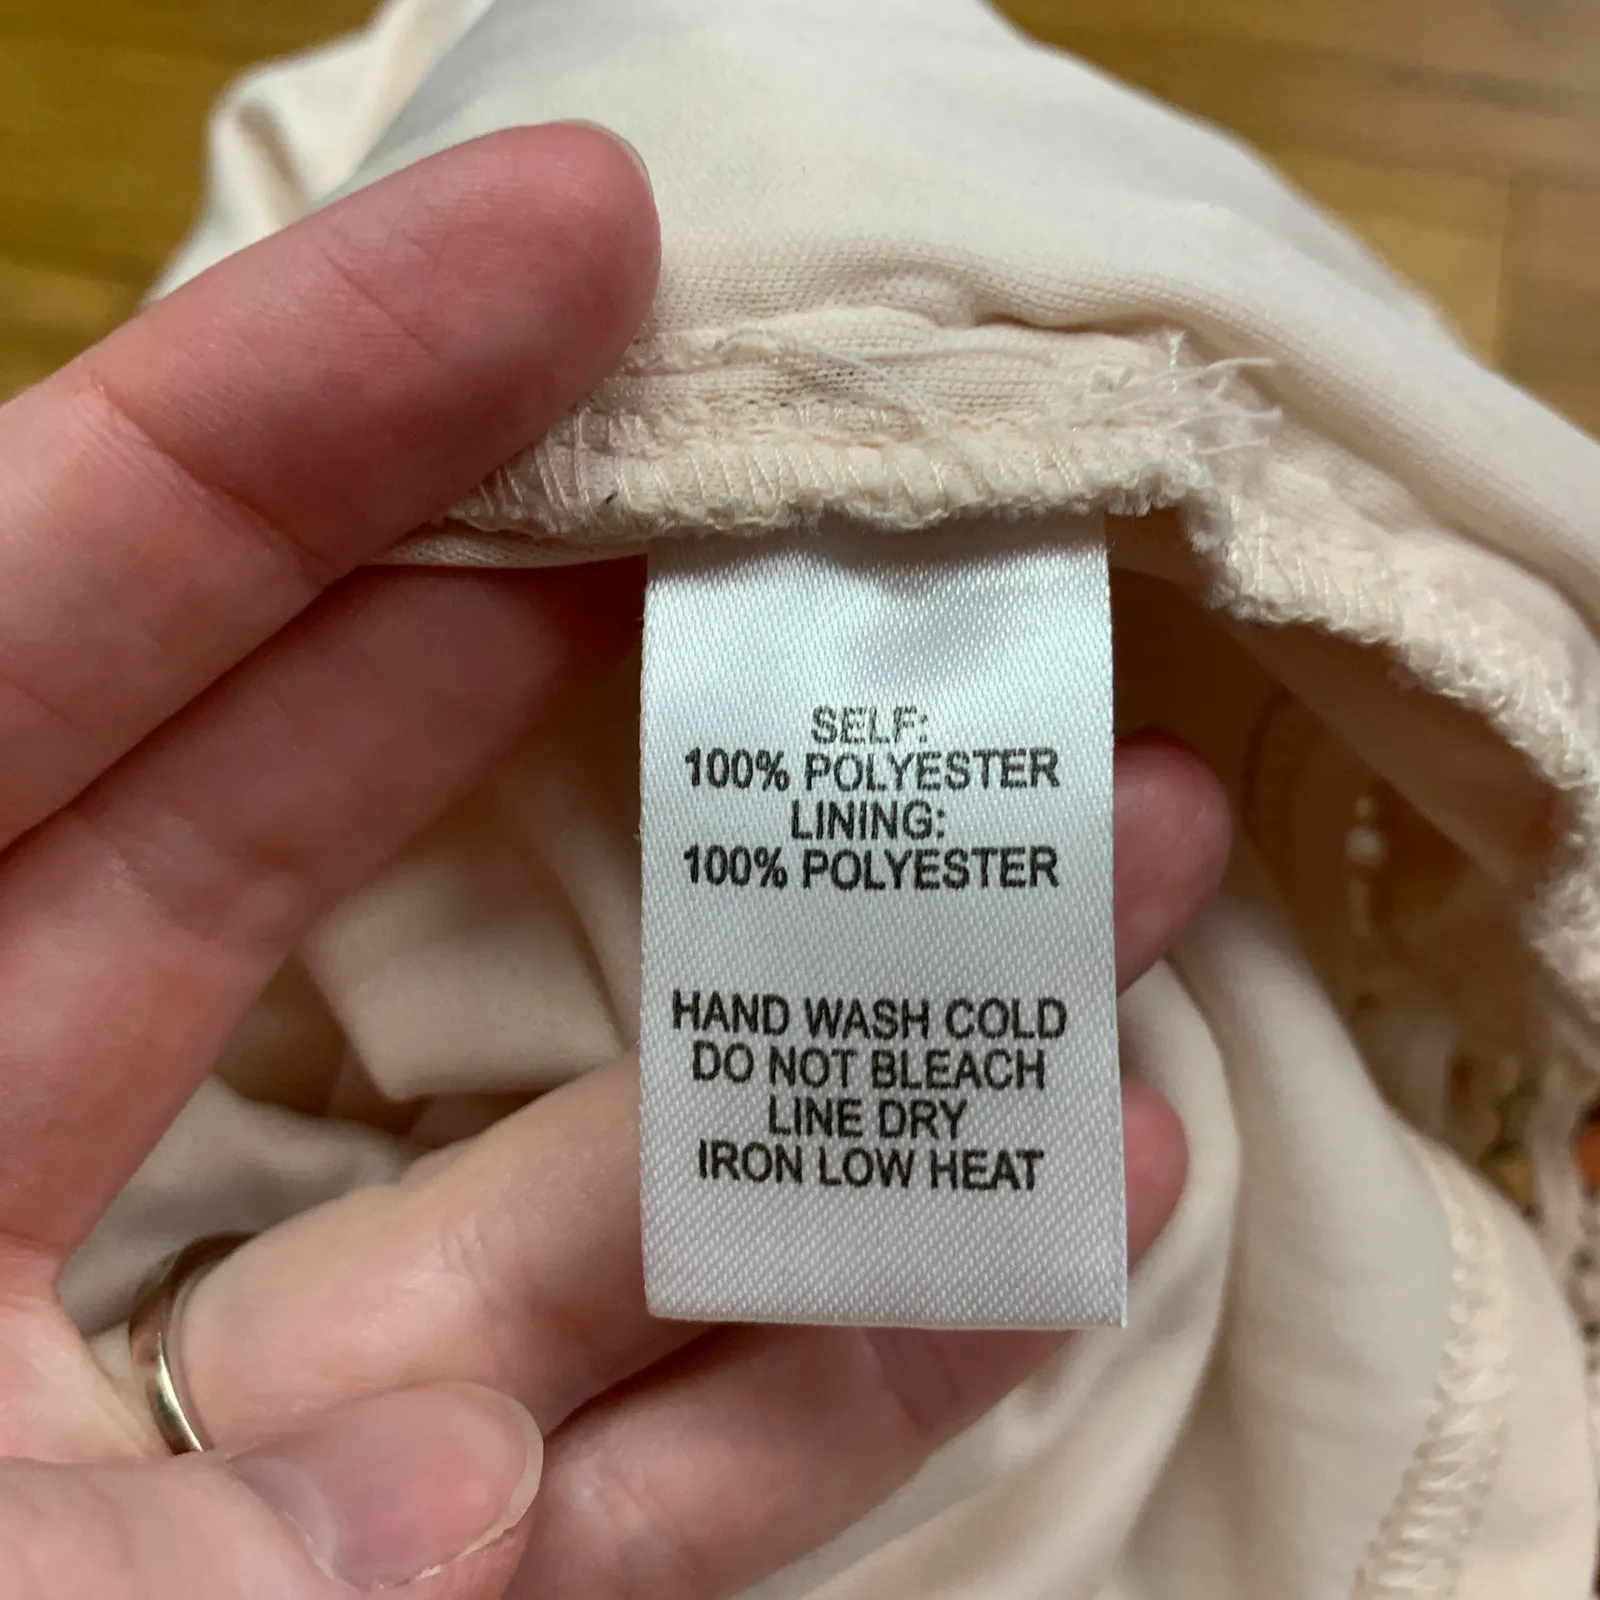 SELF:
100% POLYESTER
LINING:
100% POLYESTER
HAND WASH COLD
DO NOT BLEACH
LINE DRY
IRON LOW HEAT